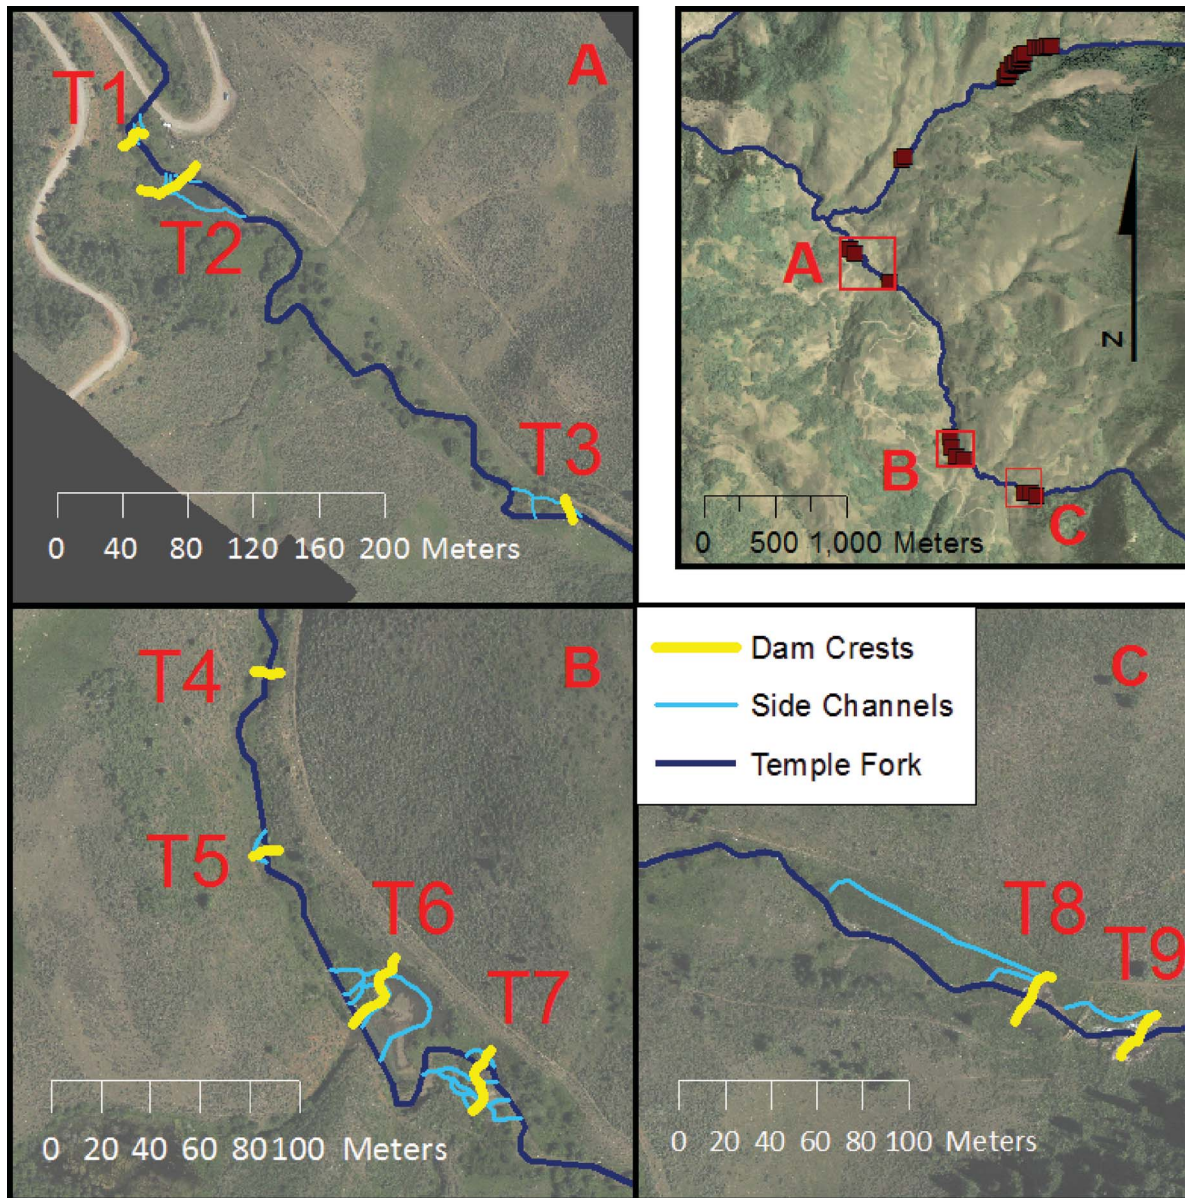 A
T1
T2
T3
0 40 80 120 160 200 Meters
A
B
C
N
0 500 1,000 Meters
B
T4
T5
T6
T7
0 20 40 60 80 100 Meters
Dam Crests
Side Channels
Temple Fork
C
T8
T9
0 20 40 60 80 100 Meters